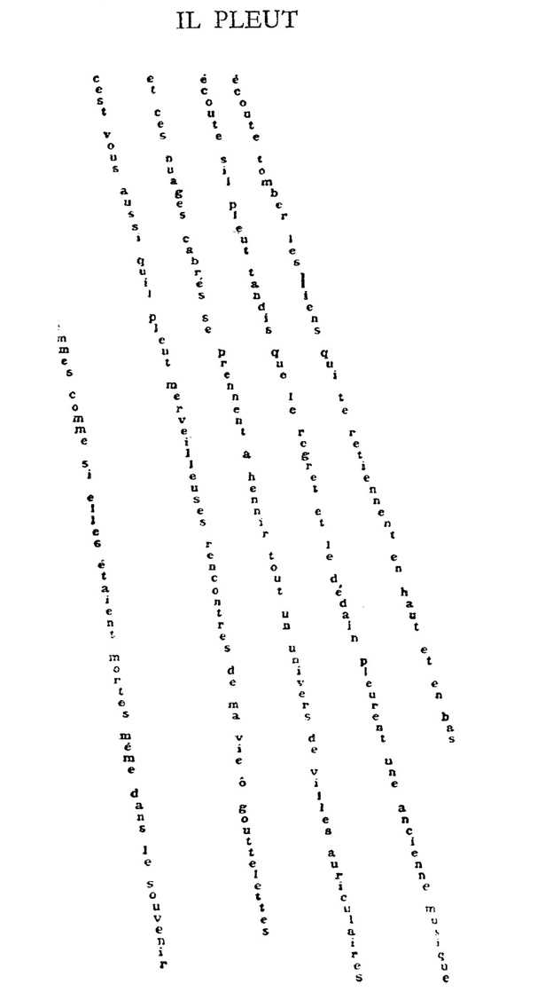 IL PLEUT
mmes comme si elles étaient mortes même dans le souvenir
cest vous aussi quil pleut merveilleuses rencontres de ma vie ô gouttelettes
et ces nuages cabrés se prennent a hennir tout un univers de villes auriculaires
écoute sil pleut tandis que le regret et le dédain pleurent une ancienne musique
écoute tomber les liens qui te retiennent en haut et en bas